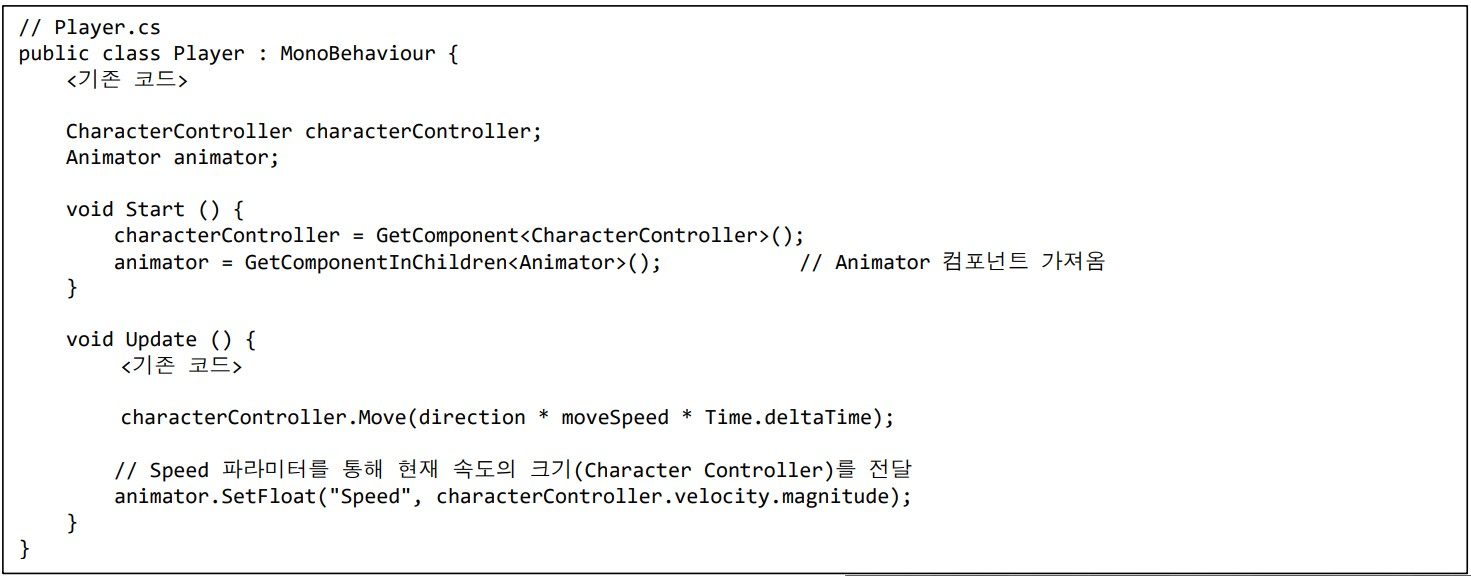 // Player.cs
public class Player : MonoBehaviour {
<기존 코드>
CharacterController characterController;
Animator animator;
void Start () {
characterController = GetComponent<CharacterController>();
animator = GetComponentInChildren<Animator>(); // Animator 컴포넌트 가져옴
}
void Update () {
<기존 코드>
characterController.Move(direction * moveSpeed * Time.deltaTime);
// Speed 파라미터를 통해 현재 속도의 크기(Character Controller)를 전달
animator.SetFloat("Speed", characterController.velocity.magnitude);
}
}